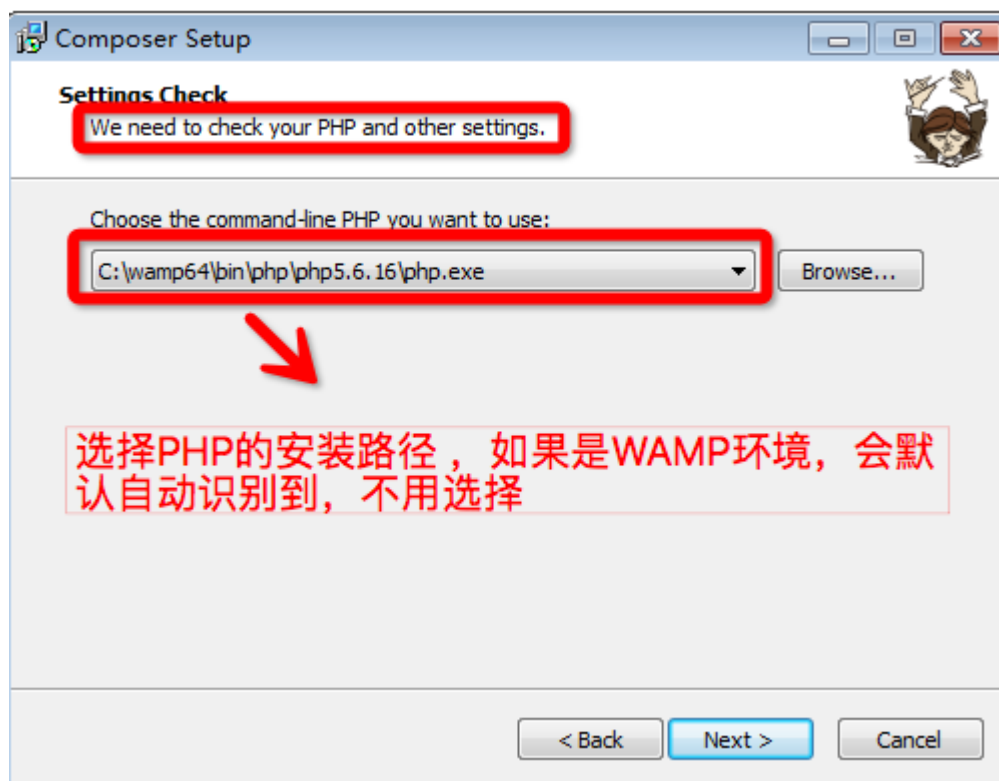 Composer Setup
Settings Check
We need to check your PHP and other settings.
Choose the command-line PHP you want to use:
C:\wamp64\bin\php\php5.6.16\php.exe
Browse...
选择PHP的安装路径 ，如果是WAMP环境，会默
认自动识别到，不用选择
< Back
Next >
Cancel